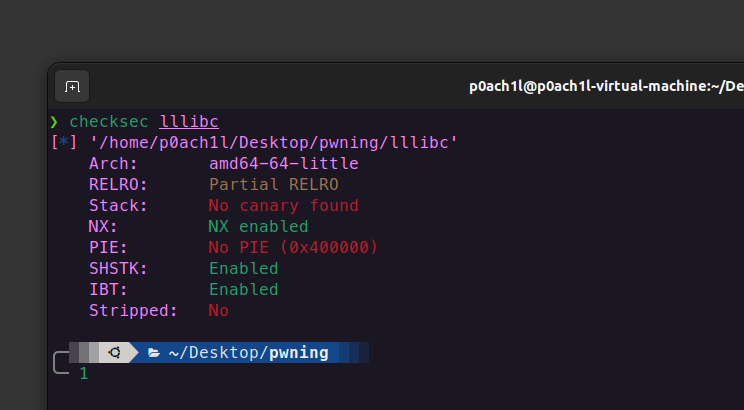 p0ach1l@p0ach1l-virtual-machine:~/De
❯ checksec lllibc
[*] '/home/p0ach1l/Desktop/pwning/lllibc'
Arch: amd64-64-little
RELRO: Partial RELRO
Stack: No canary found
NX: NX enabled
PIE: No PIE (0x400000)
SHSTK: Enabled
IBT: Enabled
Stripped: No
~/Desktop/pwning
1